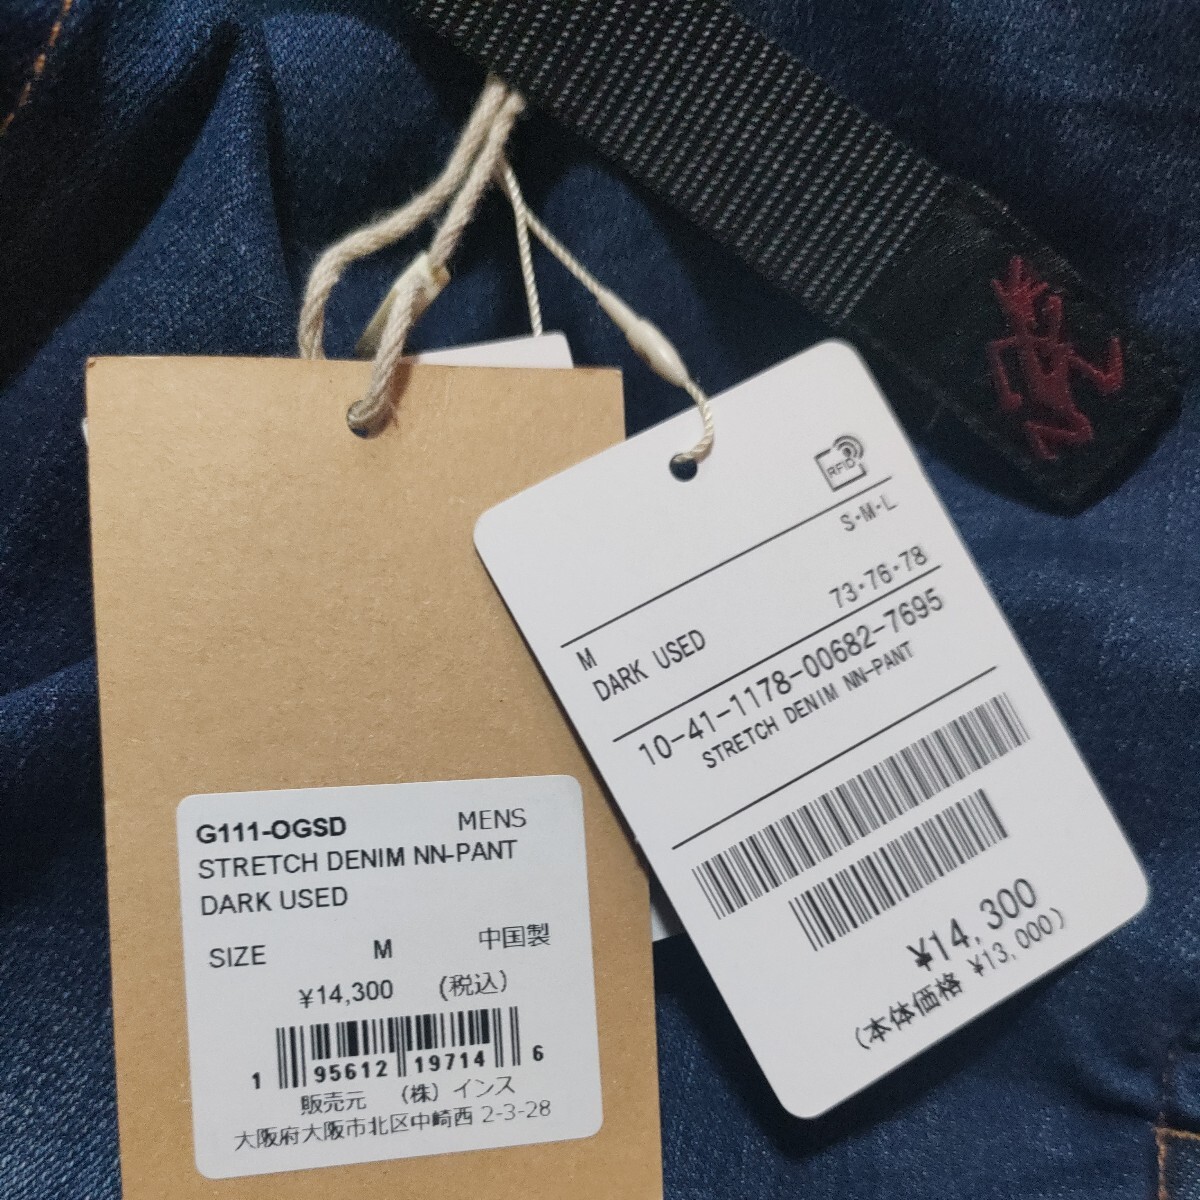 G111-OGSD MENS
STRETCH DENIM NN-PANT
DARK USED
SIZE M 中国製
¥14,300 (税込)
1 95612 19714 6
販売元 (株) インス
大阪府大阪市北区中崎西 2-3-28
RFID
S・M・L
73・76・78
M
DARK USED
10-41-1178-00682-7695
STRETCH DENIM NN-PANT
¥14,300
(本体価格 ¥13,000)